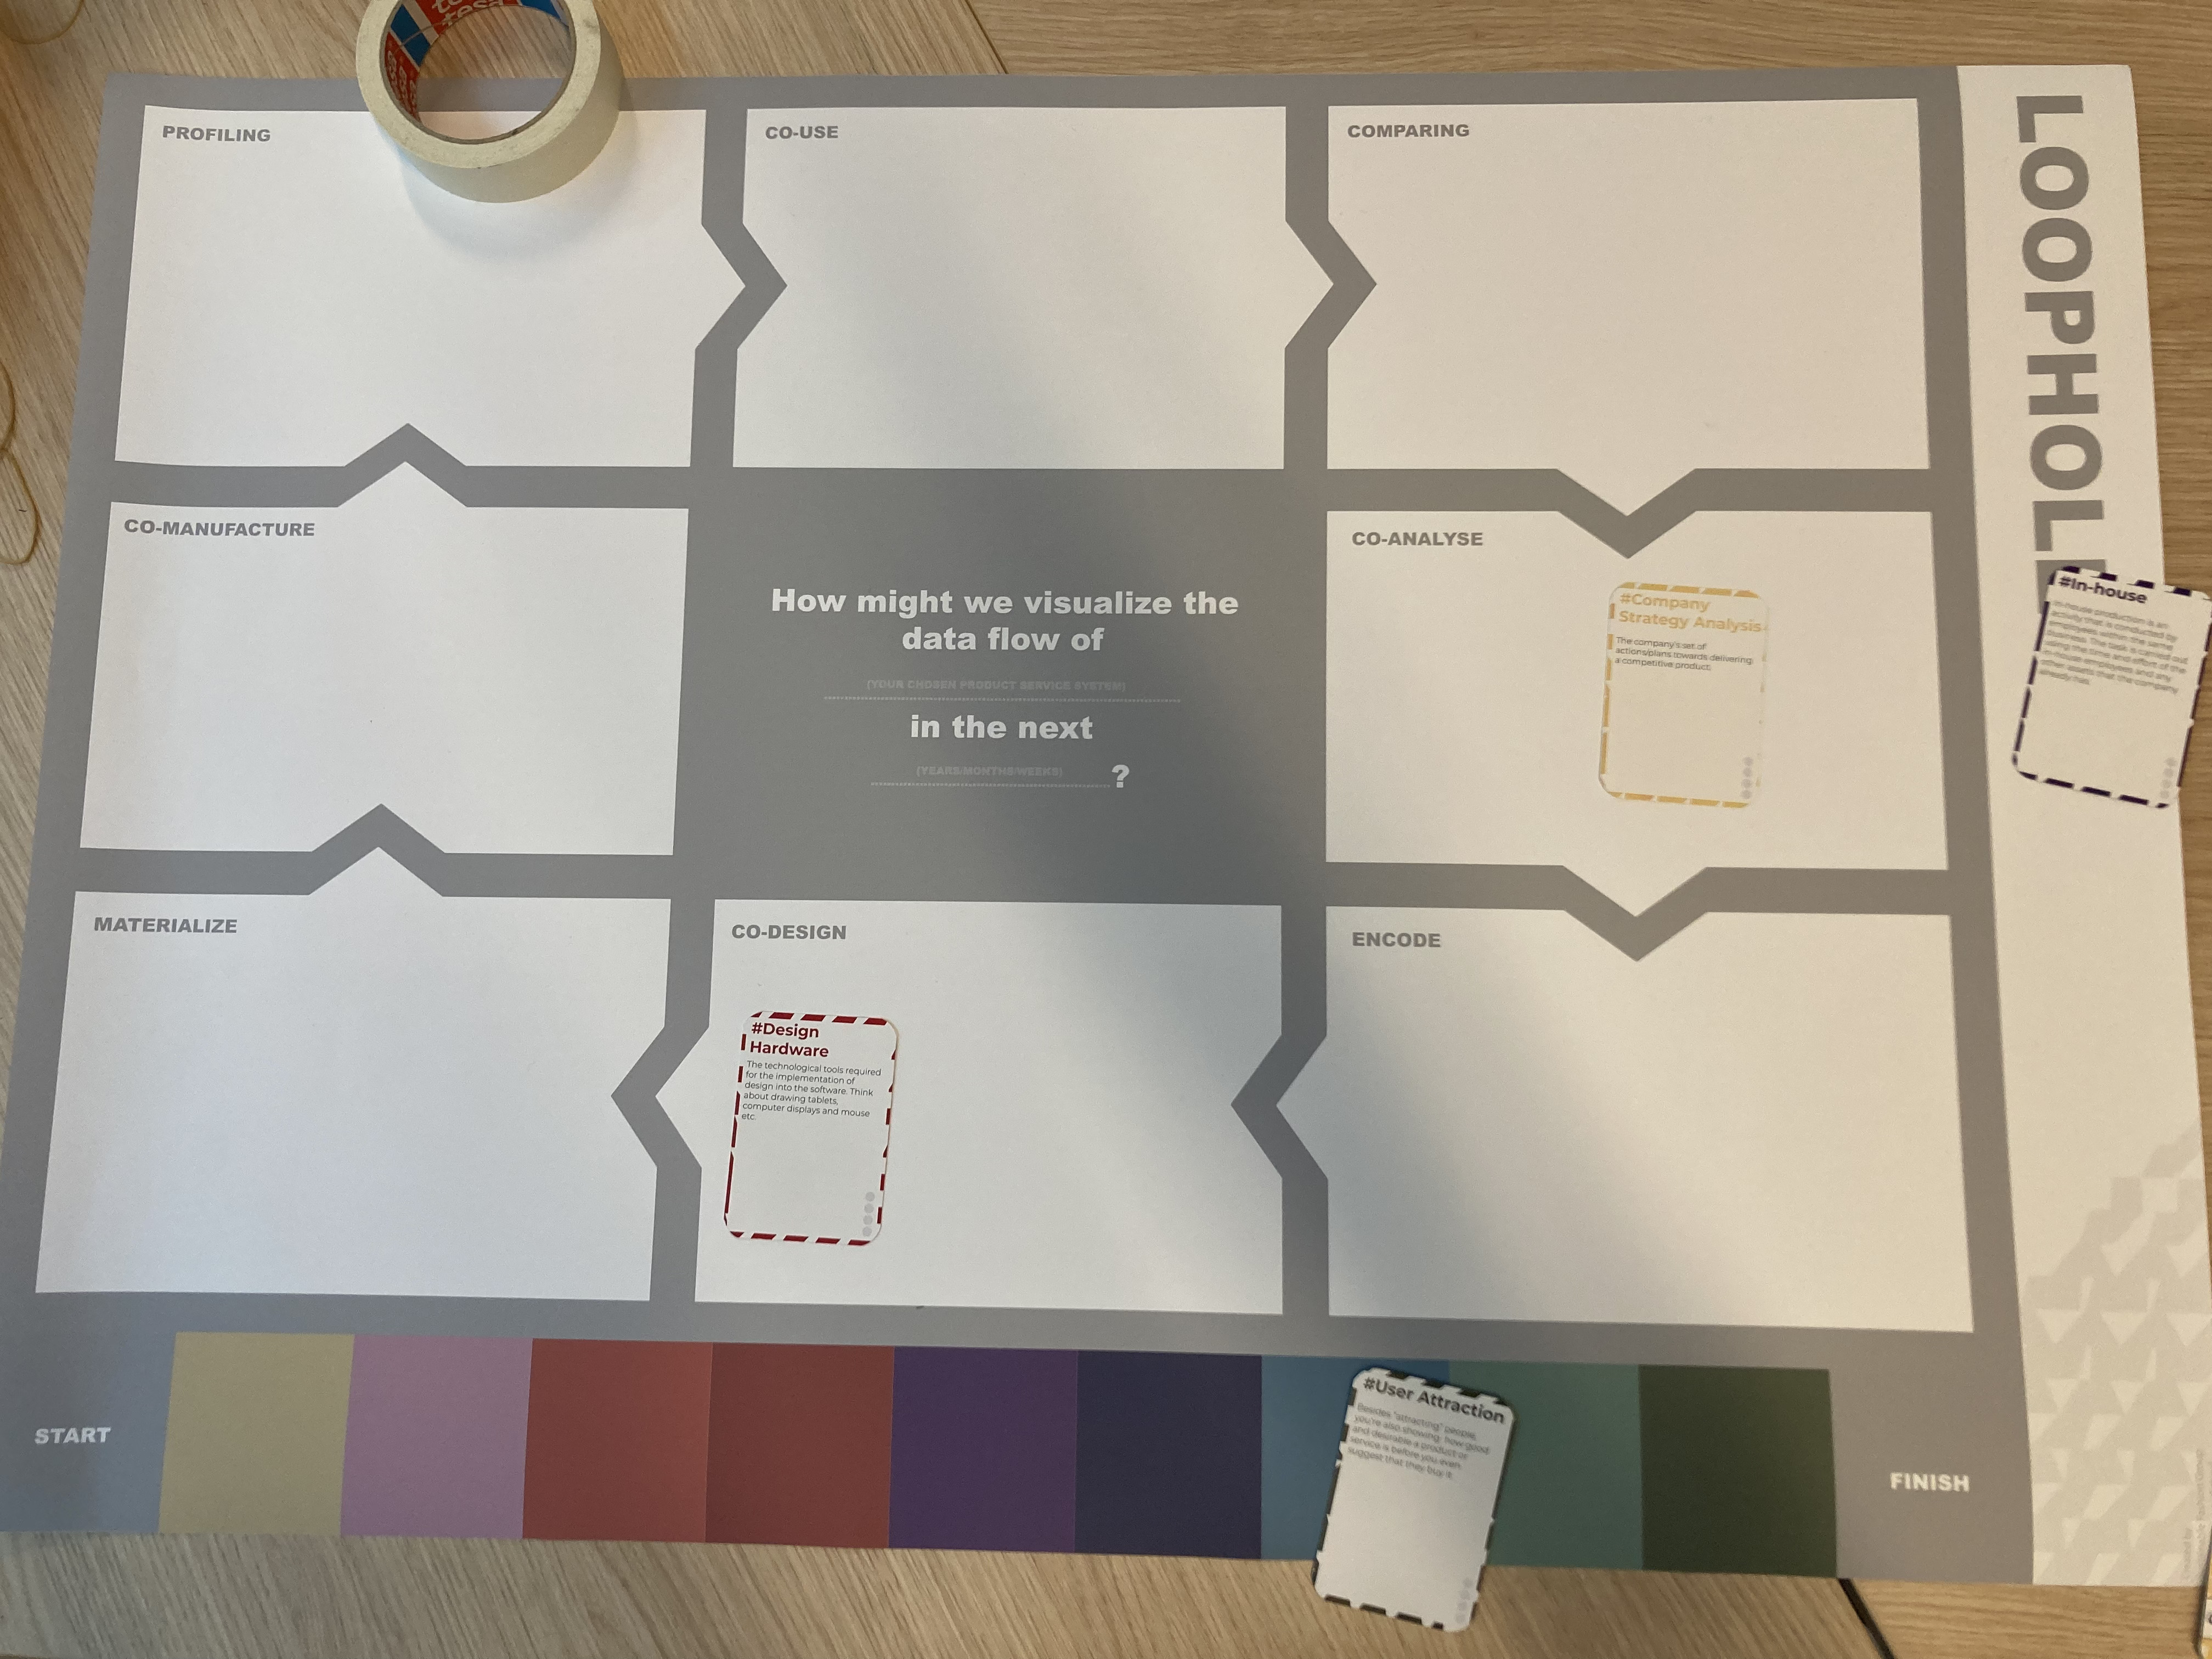 tesa
PROFILING
CO-USE
COMPARING
LOOPHOLE
CO-MANUFACTURE
How might we visualize the
data flow of
(YOUR CHOSEN PRODUCT SERVICE SYSTEM)
in the next
(YEARS/MONTHS/WEEKS)
?
CO-ANALYSE
#Company
Strategy Analysis
The company's set of
actions/plans towards delivering
a competitive product.
#In-house
In-house production is an
activity that is conducted by
employees within the same
business. The task is carried out
using the time and effort of the
in-house employees and any
other assets that the company
already has.
MATERIALIZE
CO-DESIGN
#Design
Hardware
The technological tools required
for the implementation of
design into the software. Think
about drawing tablets,
computer displays and mouse
etc.
ENCODE
START
#User Attraction
Besides "attracting" people,
you're also showing how good
and desirable a product or
service is before you even
suggest that they buy it.
FINISH